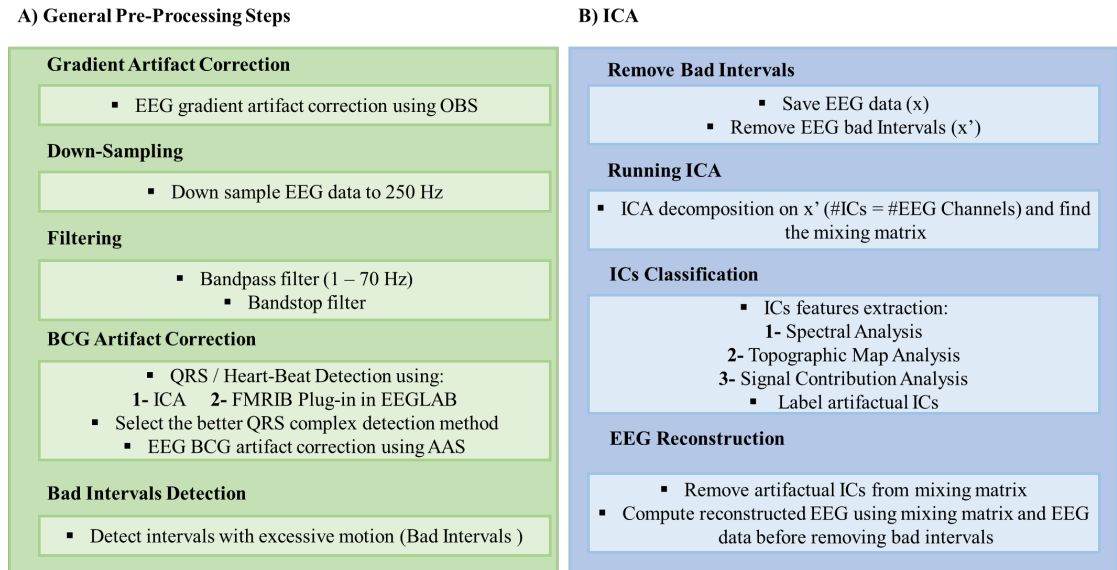 A) General Pre-Processing Steps
Gradient Artifact Correction
▪ EEG gradient artifact correction using OBS
Down-Sampling
▪ Down sample EEG data to 250 Hz
Filtering
▪ Bandpass filter (1 – 70 Hz)
▪ Bandstop filter
BCG Artifact Correction
▪ QRS / Heart-Beat Detection using:
1- ICA 2- FMRIB Plug-in in EEGLAB
▪ Select the better QRS complex detection method
▪ EEG BCG artifact correction using AAS
Bad Intervals Detection
▪ Detect intervals with excessive motion (Bad Intervals )
B) ICA
Remove Bad Intervals
▪ Save EEG data (x)
▪ Remove EEG bad Intervals (x’)
Running ICA
▪ ICA decomposition on x’ (#ICs = #EEG Channels) and find
the mixing matrix
ICs Classification
▪ ICs features extraction:
1- Spectral Analysis
2- Topographic Map Analysis
3- Signal Contribution Analysis
▪ Label artifactual ICs
EEG Reconstruction
▪ Remove artifactual ICs from mixing matrix
▪ Compute reconstructed EEG using mixing matrix and EEG
data before removing bad intervals